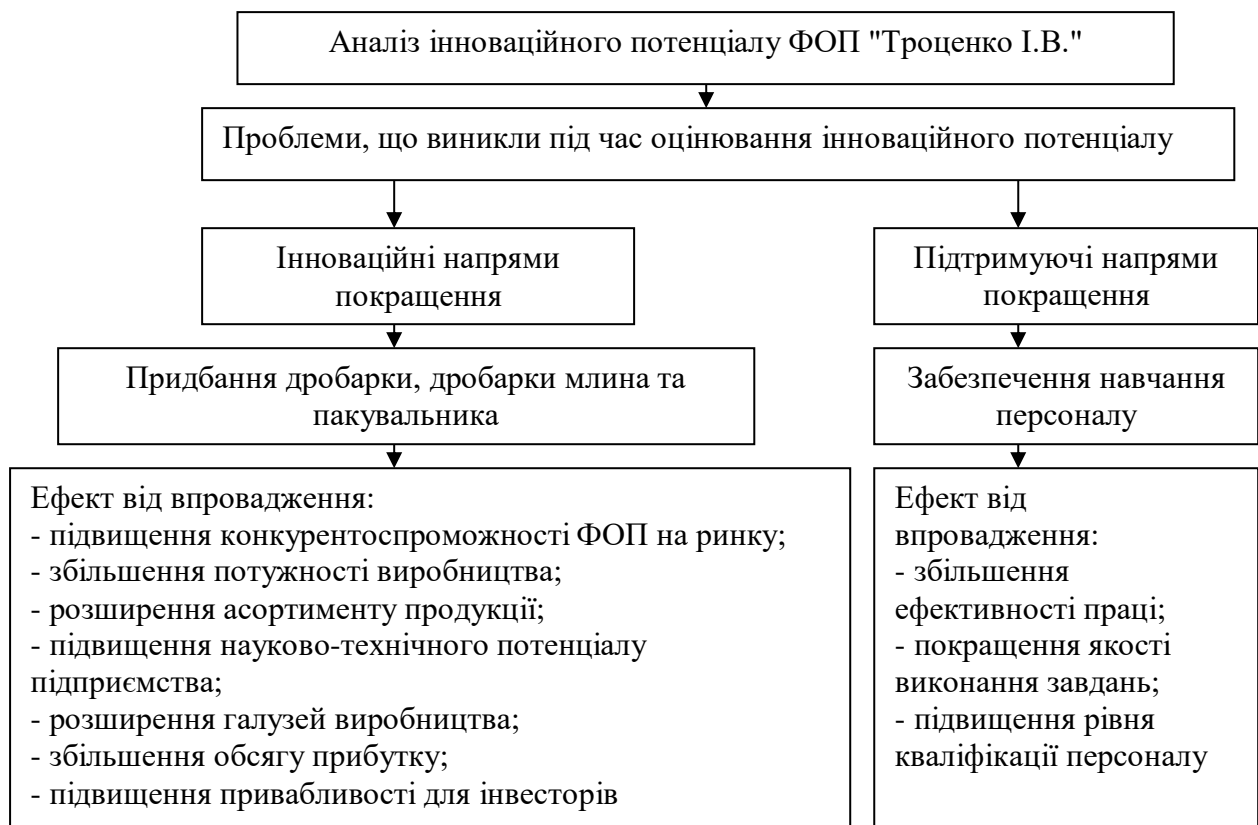 Аналіз інноваційного потенціалу ФОП "Троценко І.В."
Проблеми, що виникли під час оцінювання інноваційного потенціалу
Інноваційні напрями
покращення
Придбання дробарки, дробарки млина та
пакувальника
Ефект від впровадження:
- підвищення конкурентоспроможності ФОП на ринку;
- збільшення потужності виробництва;
- розширення асортименту продукції;
- підвищення науково-технічного потенціалу
підприємства;
- розширення галузей виробництва;
- збільшення обсягу прибутку;
- підвищення привабливості для інвесторів
Підтримуючі напрями
покращення
Забезпечення навчання
персоналу
Ефект від
впровадження:
- збільшення
ефективності праці;
- покращення якості
виконання завдань;
- підвищення рівня
кваліфікації персоналу